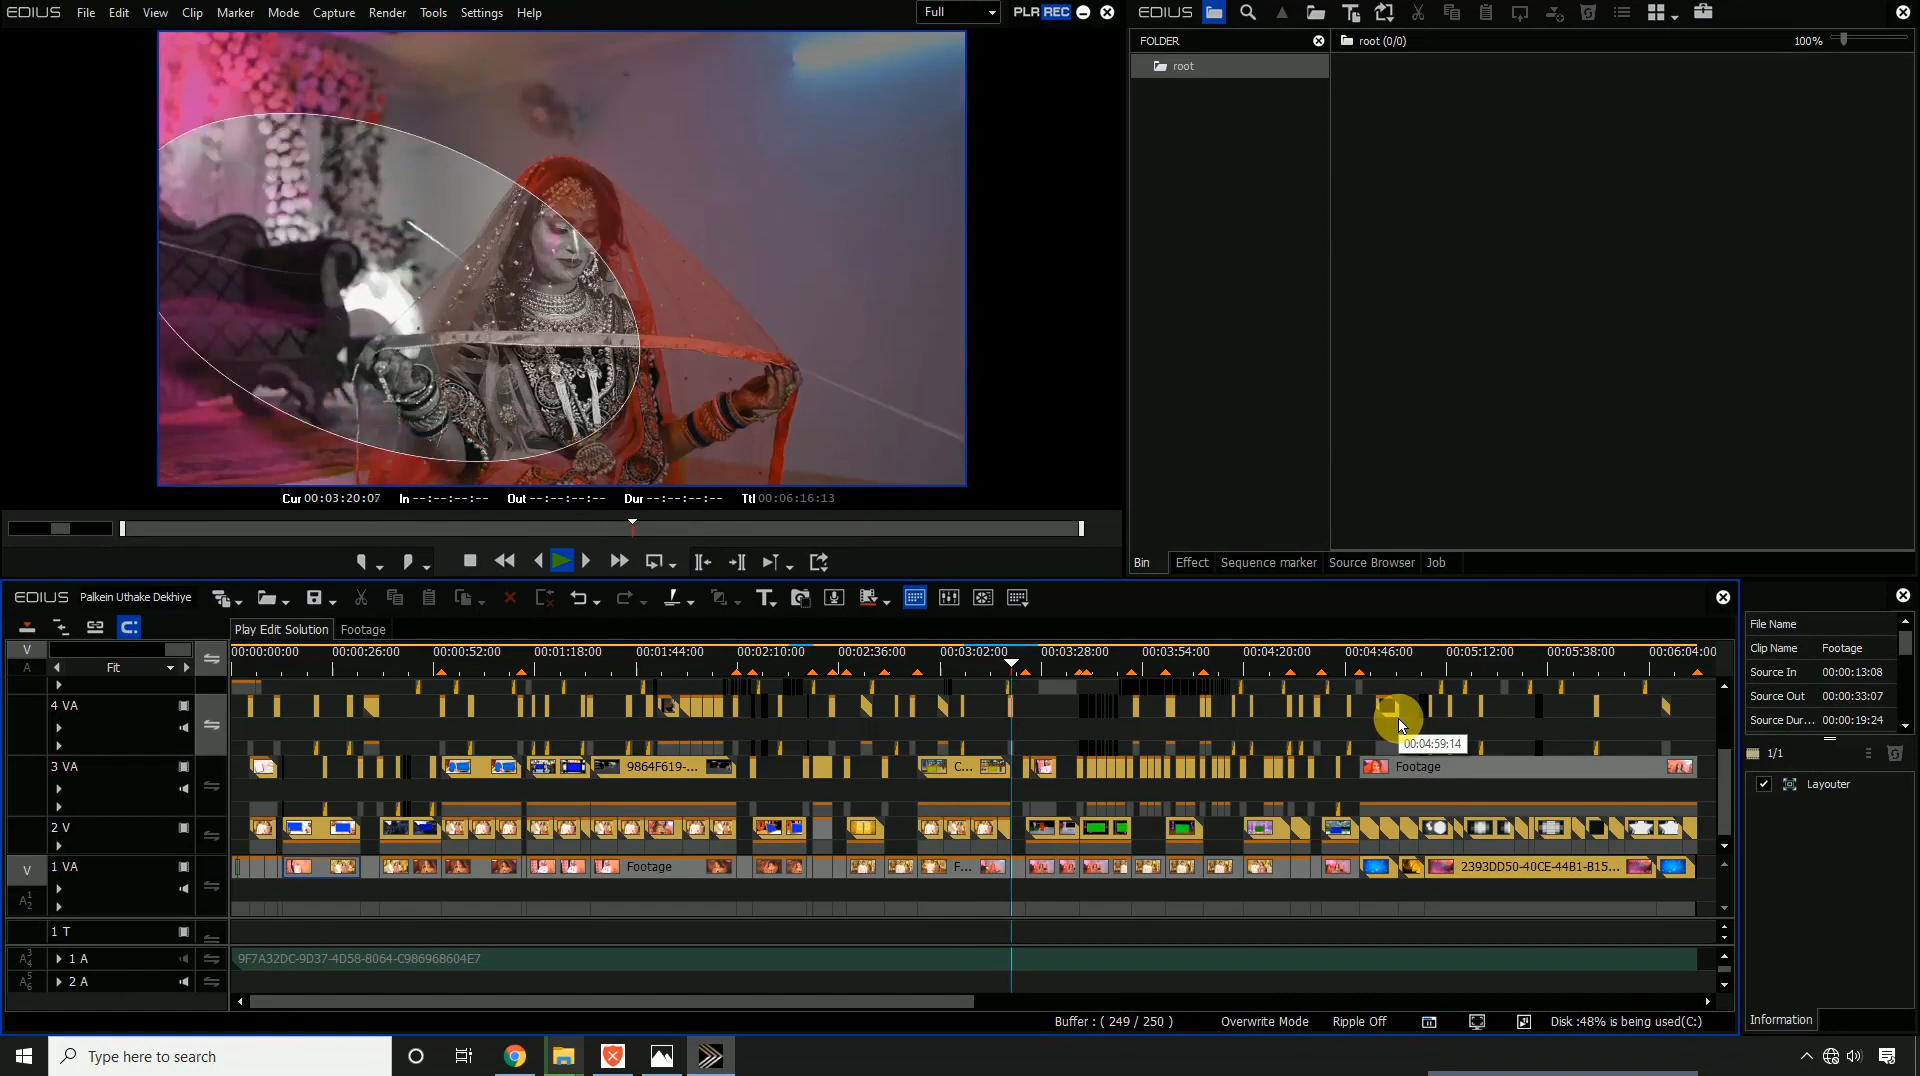 EDIUS File Edit View Clip Marker Mode Capture Render Tools Settings Help Full PLR REC
EDIUS
FOLDER
root (0/0)
100%
root
Cur 00:03:20:07 In --:--:--:-- Out --:--:--:-- Dur --:--:--:-- Ttl 00:06:16:13
Bin Effect Sequence marker Source Browser Job
EDIUS Palkein Uthake Dekhiye
Play Edit Solution Footage
V
A
Fit
00:00:00:00 00:00:26:00 00:00:52:00 00:01:18:00 00:01:44:00 00:02:10:00 00:02:36:00 00:03:02:00 00:03:28:00 00:03:54:00 00:04:20:00 00:04:46:00 00:05:12:00 00:05:38:00 00:06:04:00
4 VA
00:04:59:14
3 VA
9864F619-...
C...
Footage
2 V
V
1 VA
Footage
F...
2393DD50-40CE-44B1-B15...
A 1 2
1 T
A 3 4
1 A
9F7A32DC-9D37-4D58-8064-C986968604E7
A 5 6
2 A
Buffer : ( 249 / 250 ) Overwrite Mode Ripple Off Disk :48% is being used(C:)
File Name
Clip Name Footage
Source In 00:00:13:08
Source Out 00:00:33:07
Source Dur... 00:00:19:24
1/1
Layouter
Information
Type here to search